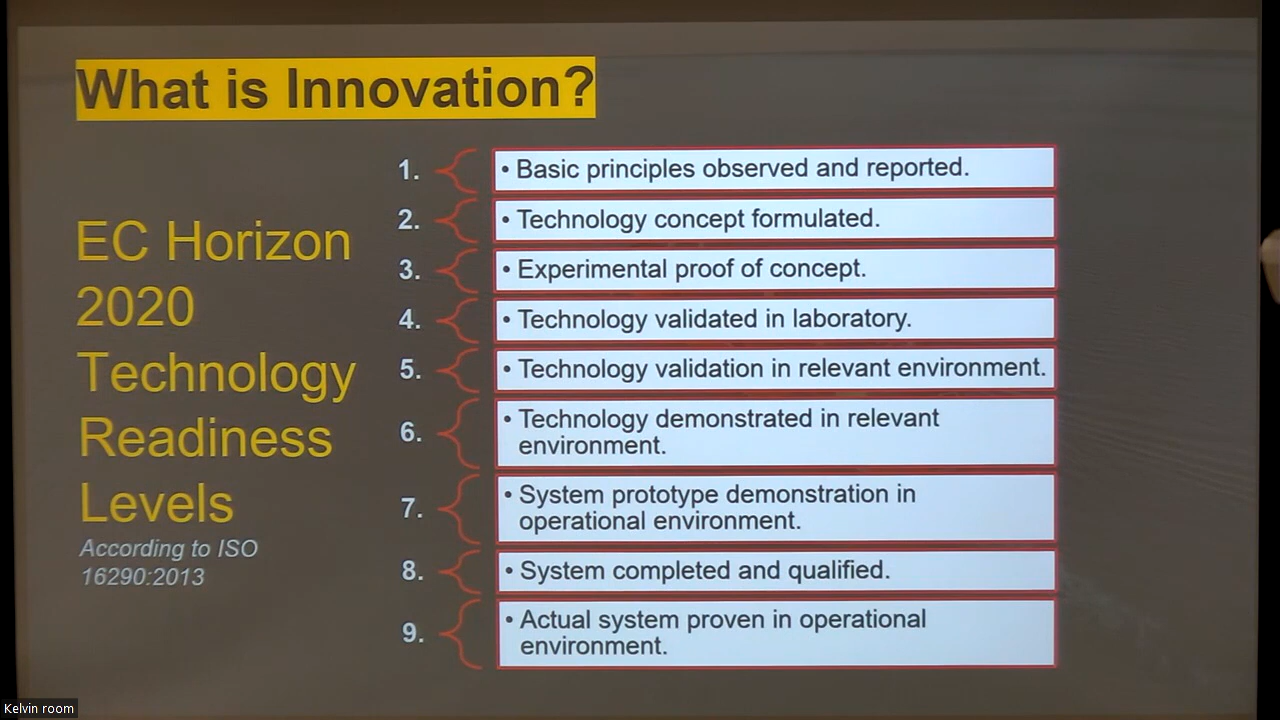 What is Innovation?
EC Horizon
2020
Technology
Readiness
Levels
According to ISO
16290:2013
1. • Basic principles observed and reported.
2. • Technology concept formulated.
3. • Experimental proof of concept.
4. • Technology validated in laboratory.
5. • Technology validation in relevant environment.
6. • Technology demonstrated in relevant
environment.
7. • System prototype demonstration in
operational environment.
8. • System completed and qualified.
9. • Actual system proven in operational
environment.
Kelvin room